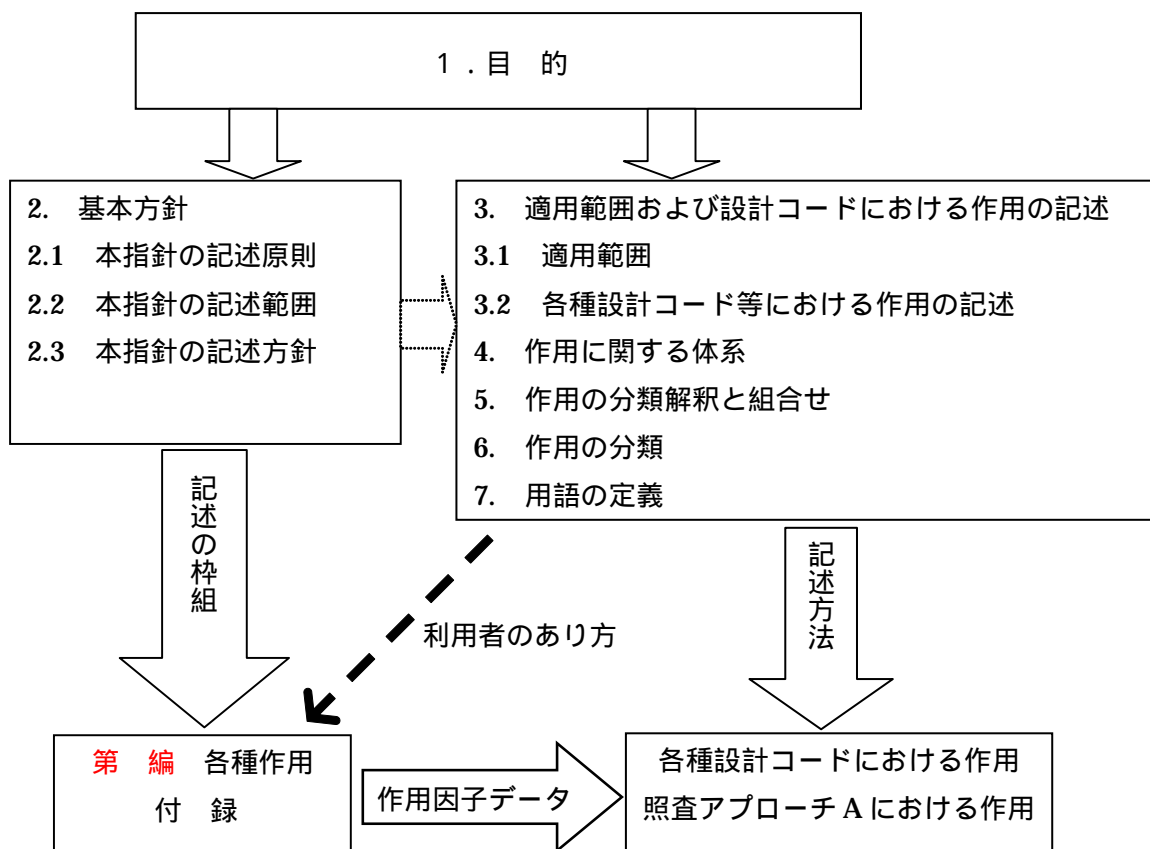 1．目　的
2.　基本方針
2.1　本指針の記述原則
2.2　本指針の記述範囲
2.3　本指針の記述方針
3.　適用範囲および設計コードにおける作用の記述
3.1　適用範囲
3.2　各種設計コード等における作用の記述
4.　作用に関する体系
5.　作用の分類解釈と組合せ
6.　作用の分類
7.　用語の定義
記述の枠組
利用者のあり方
記述方法
第　編 各種作用
付　録
作用因子データ
各種設計コードにおける作用
照査アプローチ A における作用